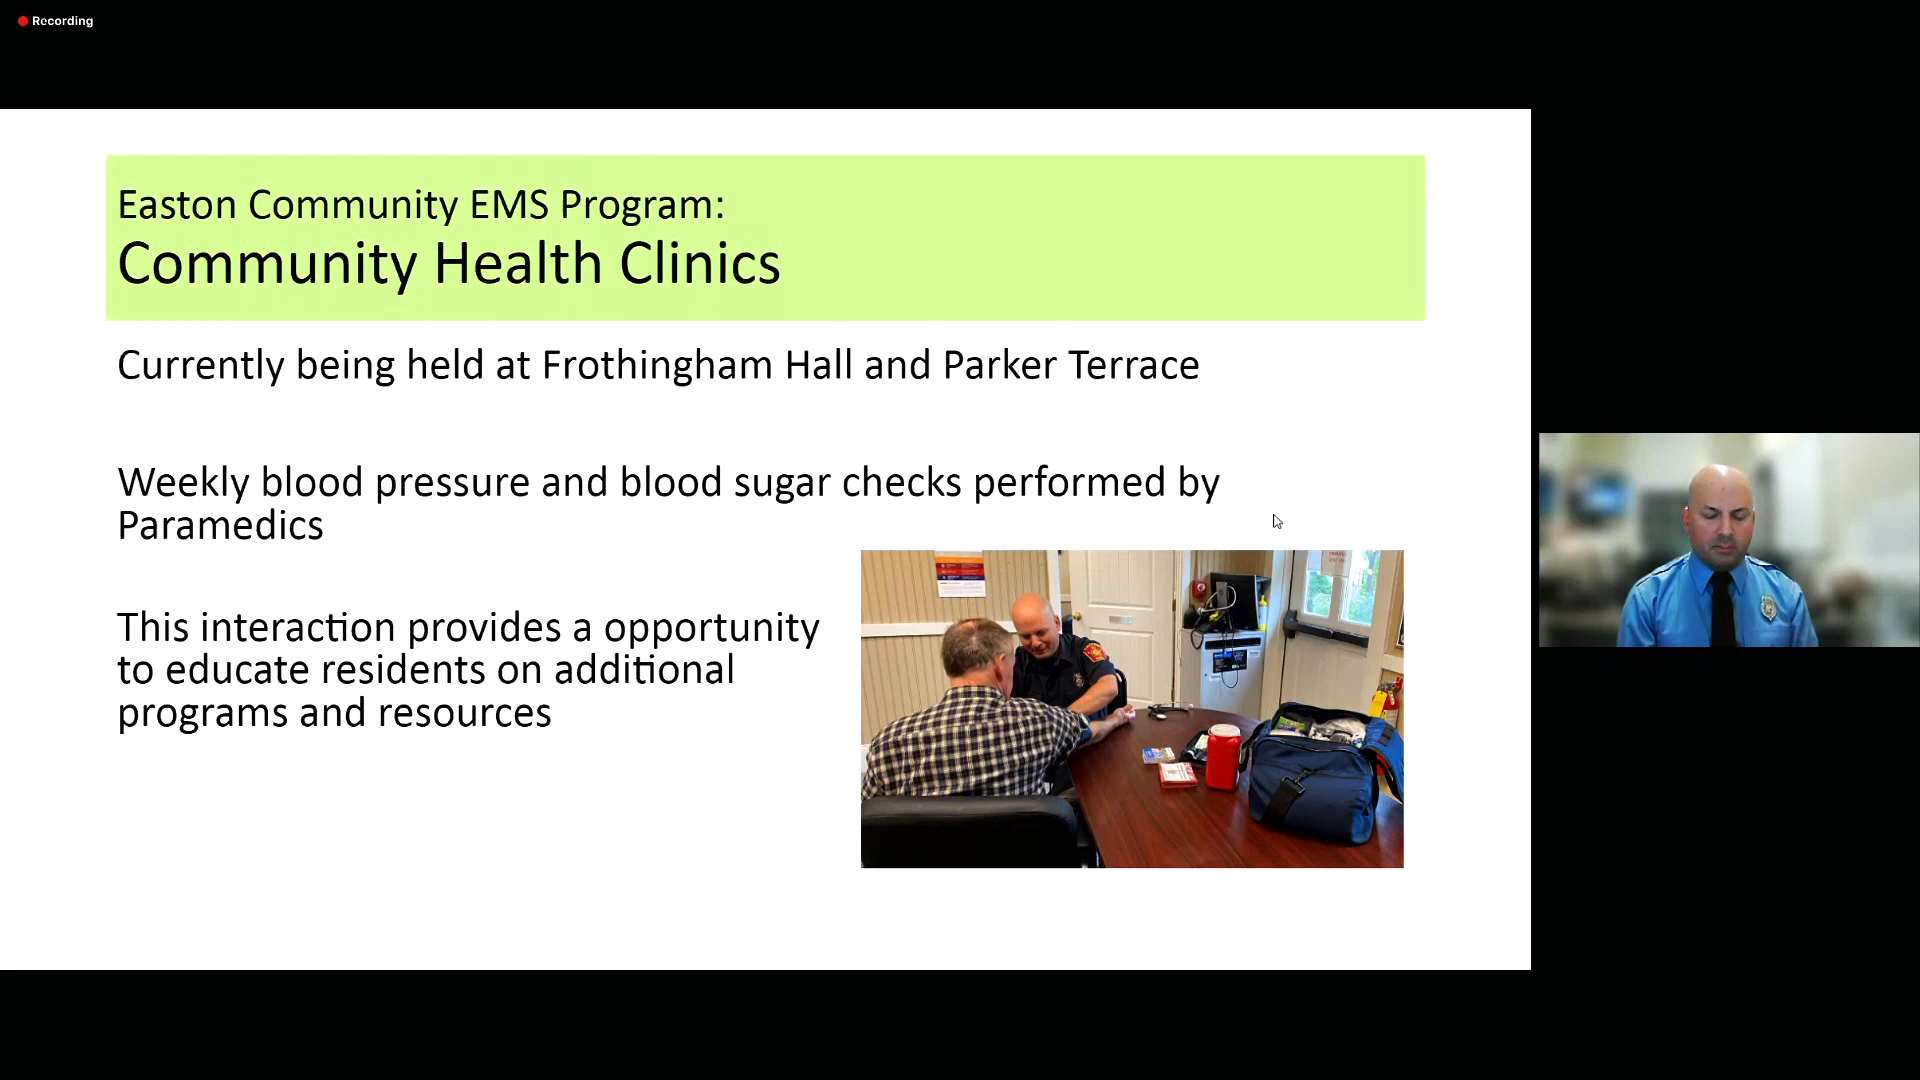 Recording
Easton Community EMS Program:
Community Health Clinics
Currently being held at Frothingham Hall and Parker Terrace
Weekly blood pressure and blood sugar checks performed by
Paramedics
This interaction provides a opportunity
to educate residents on additional
programs and resources